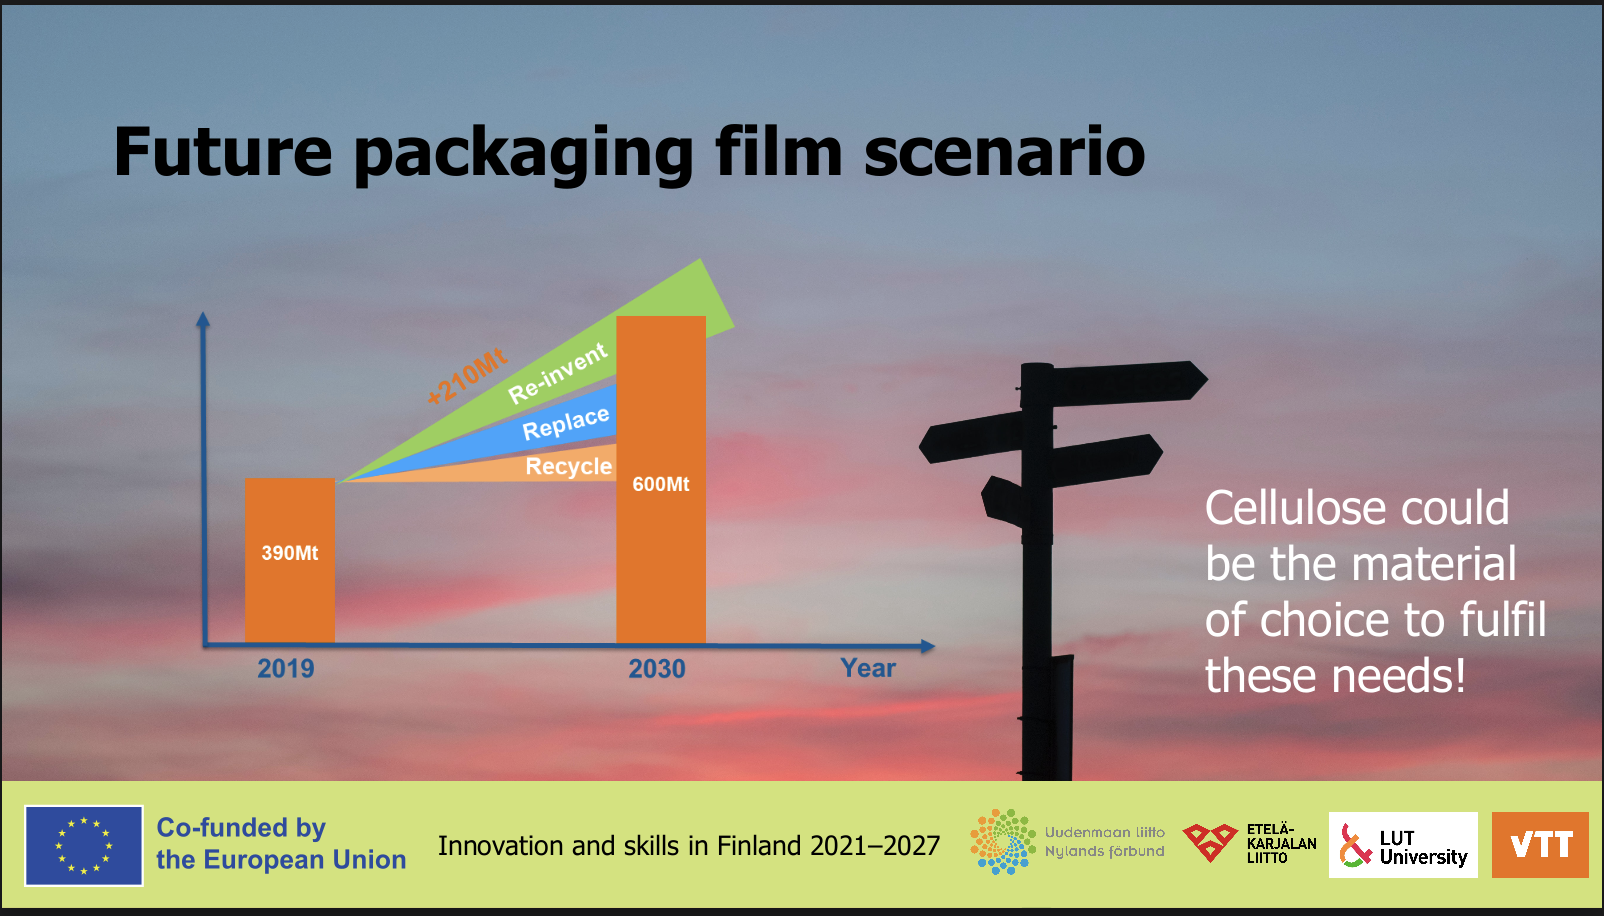 Future packaging film scenario
+210Mt
Re-invent
Replace
Recycle
600Mt
390Mt
2019
2030
Year
Cellulose could
be the material
of choice to fulfil
these needs!
Co-funded by
the European Union
Innovation and skills in Finland 2021–2027
Uudenmaan liitto
Nylands förbund
ETELÄ-
KARJALAN
LIITTO
LUT
University
VTT